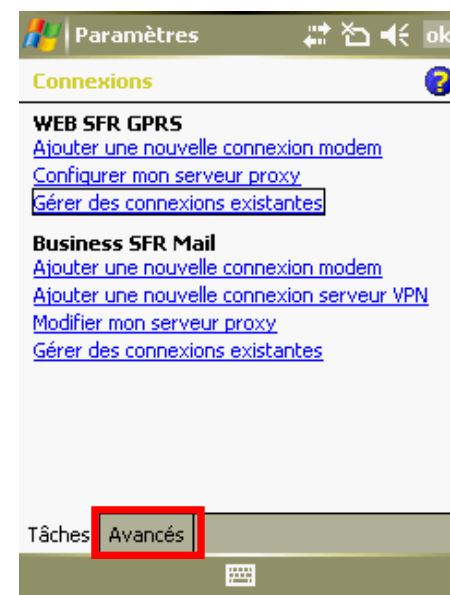 Paramètres
ok
Connexions
?
WEB SFR GPRS
Ajouter une nouvelle connexion modem
Configurer mon serveur proxy
Gérer des connexions existantes
Business SFR Mail
Ajouter une nouvelle connexion modem
Ajouter une nouvelle connexion serveur VPN
Modifier mon serveur proxy
Gérer des connexions existantes
Tâches Avancés